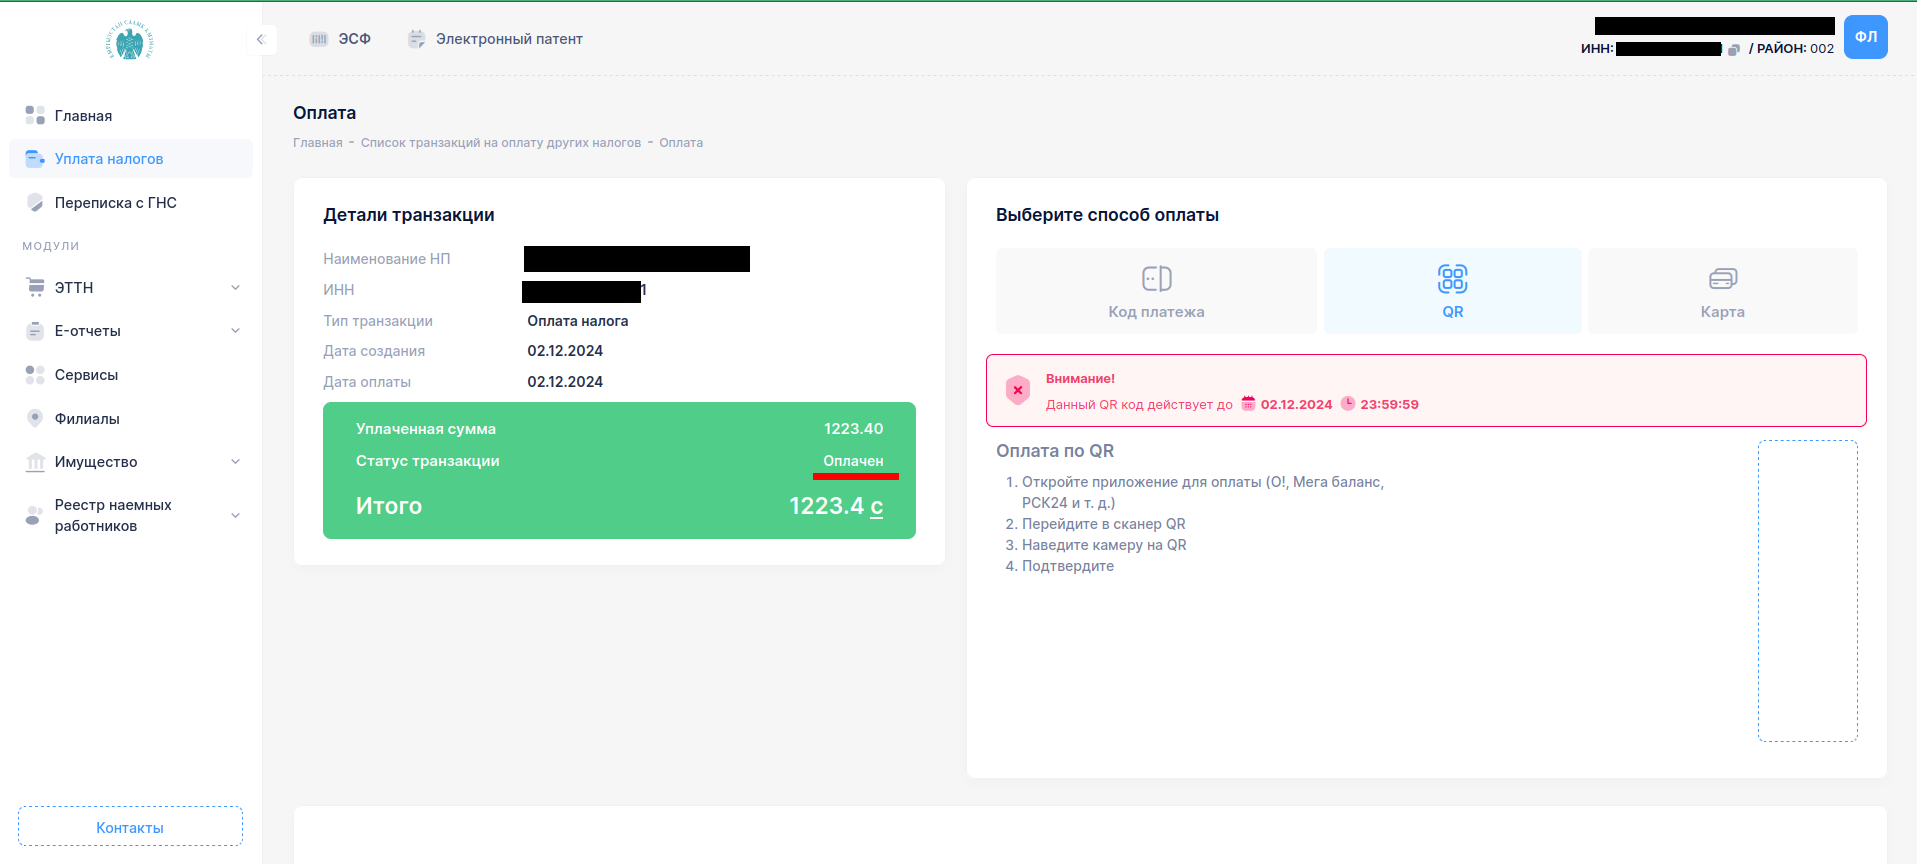 ЭСФ
Электронный патент
ИНН:
/ РАЙОН: 002
ФЛ
Главная
Уплата налогов
Переписка с ГНС
МОДУЛИ
ЭТТН
Е-отчеты
Сервисы
Филиалы
Имущество
Реестр наемных
работников
Контакты
Оплата
Главная - Список транзакций на оплату других налогов - Оплата
Детали транзакции
Наименование НП
ИНН 1
Тип транзакции Оплата налога
Дата создания 02.12.2024
Дата оплаты 02.12.2024
Уплаченная сумма 1223.40
Статус транзакции Оплачен
Итого 1223.4 с
Выберите способ оплаты
Код платежа
QR
Карта
Внимание!
Данный QR код действует до 02.12.2024 23:59:59
Оплата по QR
1. Откройте приложение для оплаты (О!, Мега баланс,
РСК24 и т. д.)
2. Перейдите в сканер QR
3. Наведите камеру на QR
4. Подтвердите